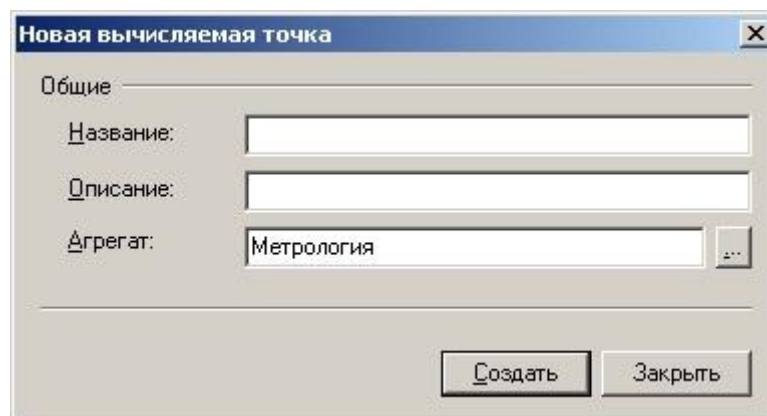 Новая вычисляемая точка
Общие
Название:
Описание:
Агрегат: Метрология ...
Создать Закрыть